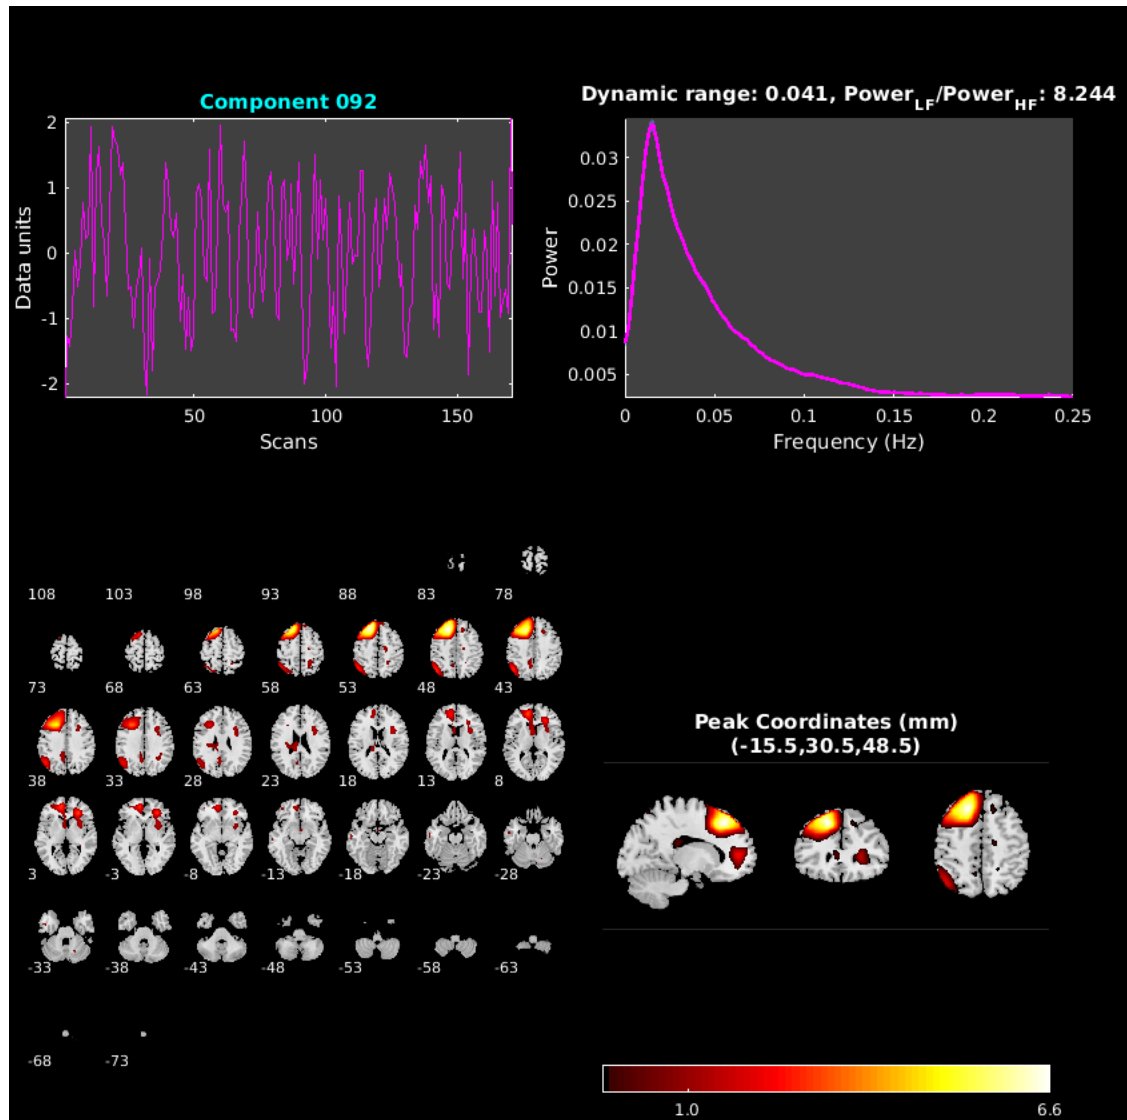 Component 092
2
1
0
-1
-2
Data units
50 100 150
Scans
Dynamic range: 0.041, Power_LF/Power_HF: 8.244
0.03
0.025
0.02
0.015
0.01
0.005
Power
0 0.05 0.1 0.15 0.2 0.25
Frequency (Hz)
108 103 98 93 88 83 78
73 68 63 58 53 48 43
38 33 28 23 18 13 8
3 -3 -8 -13 -18 -23 -28
-33 -38 -43 -48 -53 -58 -63
-68 -73
Peak Coordinates (mm)
(-15.5,30.5,48.5)
1.0 6.6